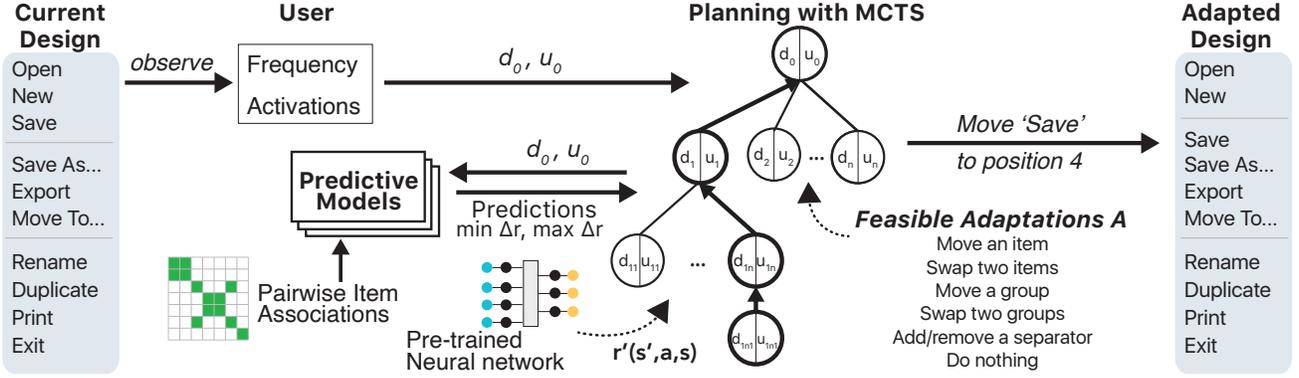 Current
Design
Open
New
Save
Save As...
Export
Move To...
Rename
Duplicate
Print
Exit
observe
User
Frequency
Activations
d₀, u₀
Predictive
Models
d₀, u₀
Predictions
min Δr, max Δr
Pairwise Item
Associations
Pre-trained
Neural network
r'(s',a,s)
Planning with MCTS
d₀ u₀
d₁ u₁
d₂ u₂
...
dₙ uₙ
d₁₁ u₁₁
...
d₁ₙ u₁ₙ
d₁ₙ₁ u₁ₙ₁
Feasible Adaptations A
Move an item
Swap two items
Move a group
Swap two groups
Add/remove a separator
Do nothing
Move ‘Save’
to position 4
Adapted
Design
Open
New
Save
Save As...
Export
Move To...
Rename
Duplicate
Print
Exit